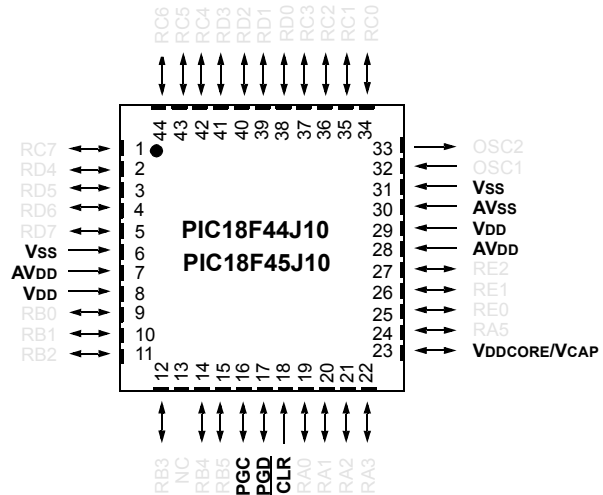 RC6 RC5 RC4 RD3 RD2 RD1 RD0 RC3 RC2 RC1 RC0
44 43 42 41 40 39 38 37 36 35 34
RC7 1 33 OSC2
RD4 2 32 OSC1
RD5 3 31 VSS
RD6 4 30 AVSS
RD7 5 PIC18F44J10 29 VDD
VSS 6 28 AVDD
AVDD 7 PIC18F45J10 27 RE2
VDD 8 26 RE1
RB0 9 25 RE0
RB1 10 24 RA5
RB2 11 23 VDDCORE/VCAP
12 13 14 15 16 17 18 19 20 21 22
RB3 NC RB4 RB5 PGC PGD CLR RA0 RA1 RA2 RA3